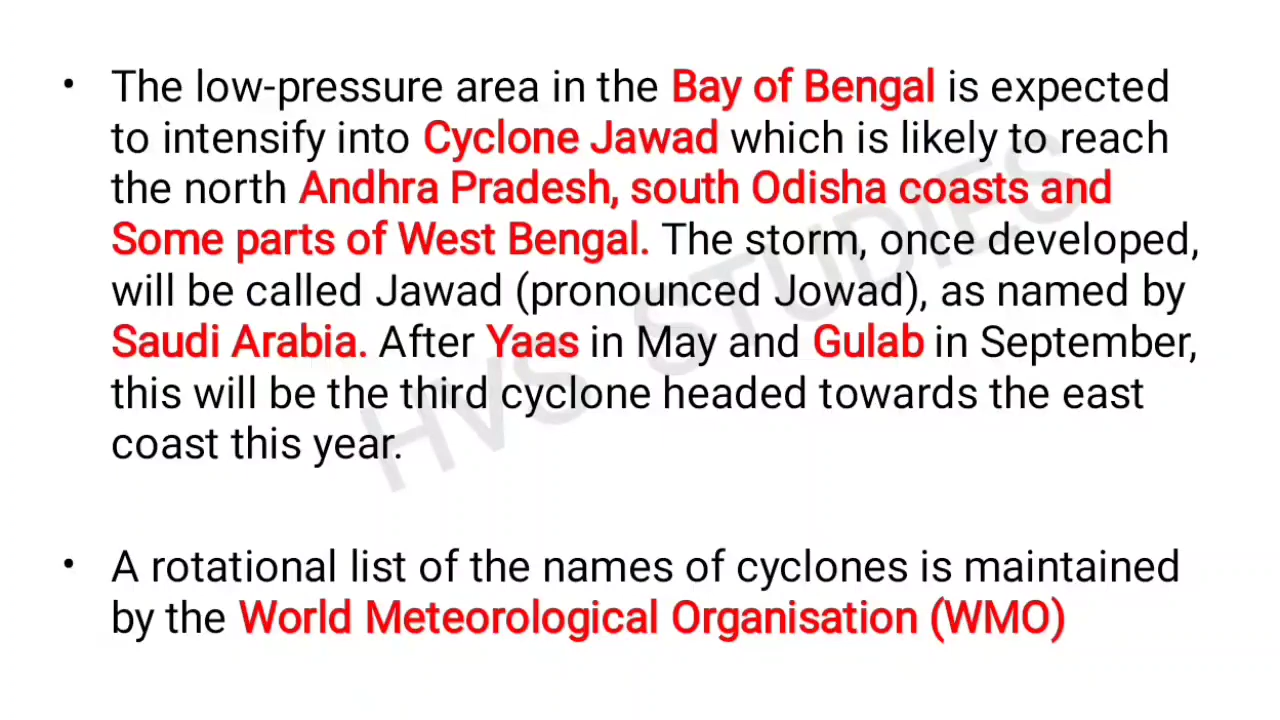 • The low-pressure area in the Bay of Bengal is expected
to intensify into Cyclone Jawad which is likely to reach
the north Andhra Pradesh, south Odisha coasts and
Some parts of West Bengal. The storm, once developed,
will be called Jawad (pronounced Jowad), as named by
Saudi Arabia. After Yaas in May and Gulab in September,
this will be the third cyclone headed towards the east
coast this year.
• A rotational list of the names of cyclones is maintained
by the World Meteorological Organisation (WMO)
HVS STUDIES